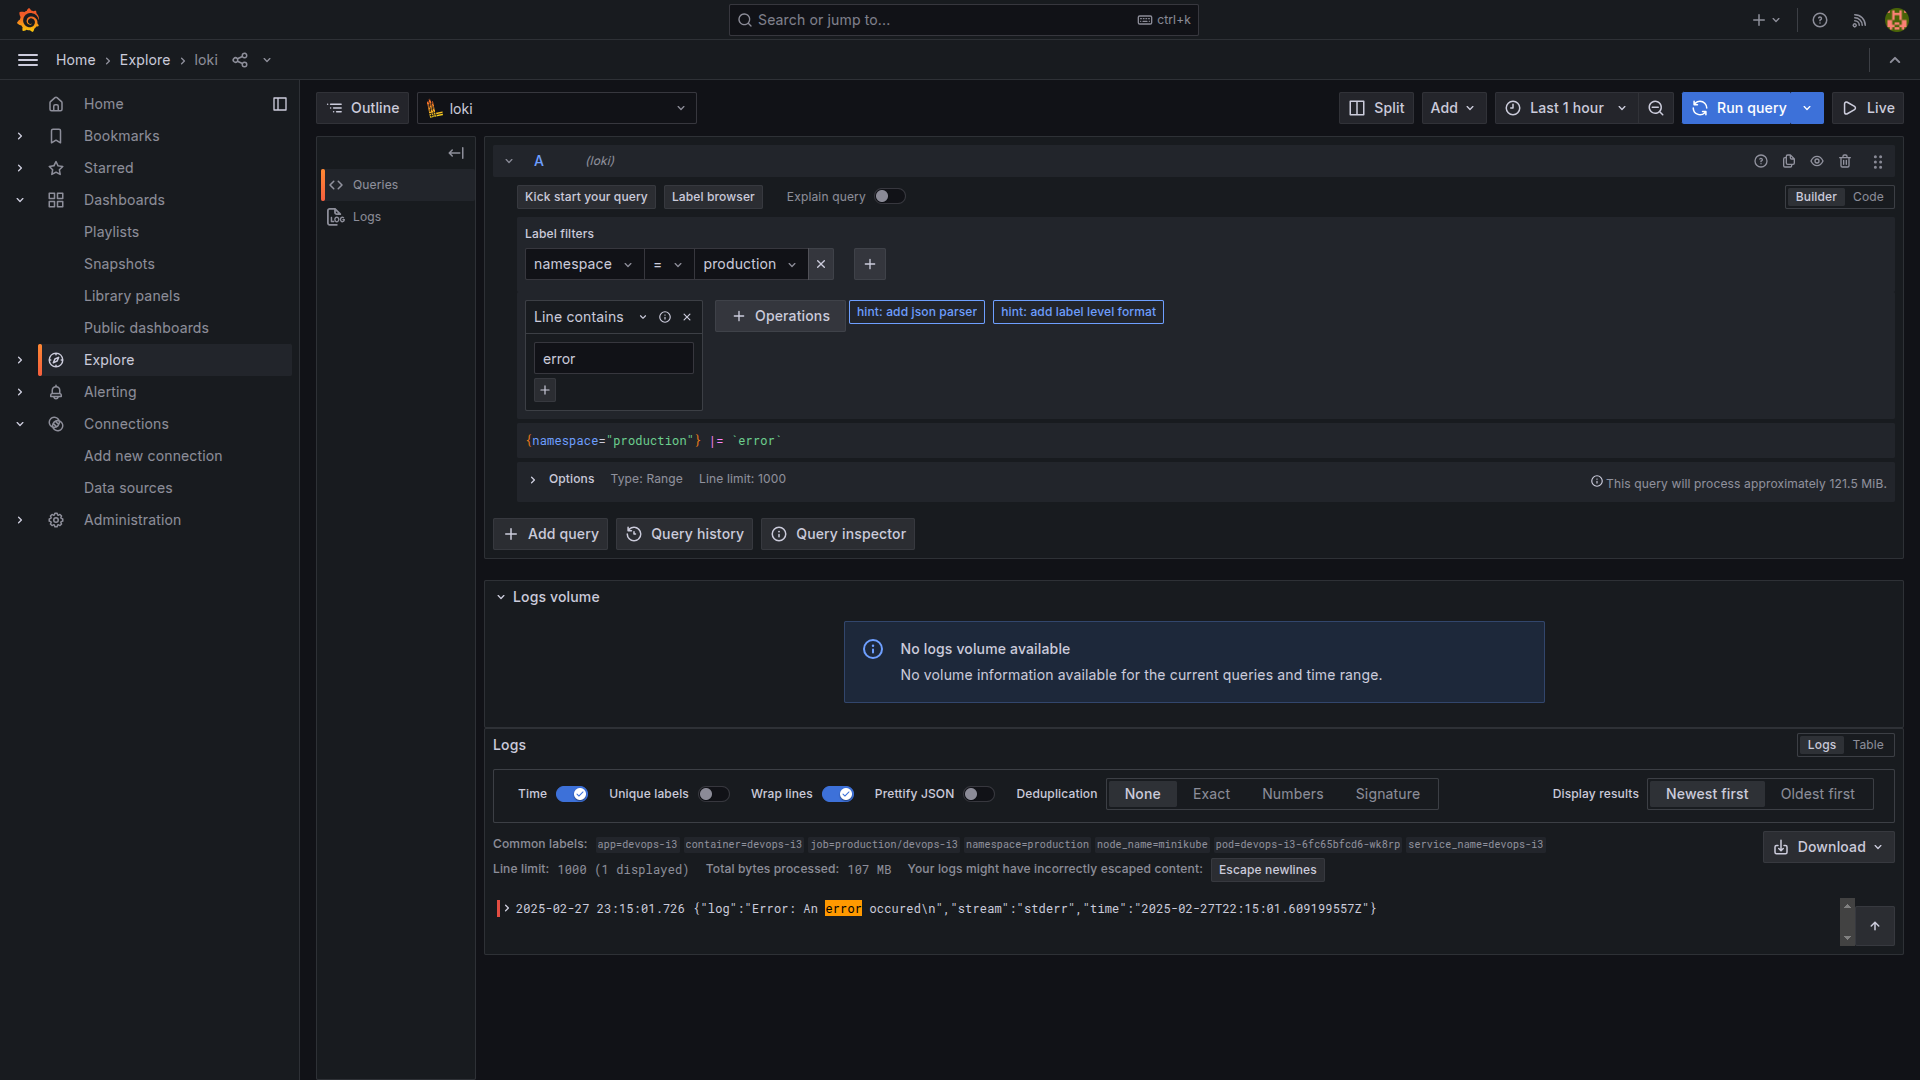 Search or jump to...
ctrl+k
Home › Explore › loki
Home
Bookmarks
Starred
Dashboards
Playlists
Snapshots
Library panels
Public dashboards
Explore
Alerting
Connections
Add new connection
Data sources
Administration
Outline
loki
Split
Add
Last 1 hour
Run query
Live
Queries
LOG Logs
A (loki)
Kick start your query
Label browser
Explain query
Builder
Code
Label filters
namespace
=
production
Line contains
Operations
hint: add json parser
hint: add label level format
error
{namespace="production"} |= `error`
Options Type: Range Line limit: 1000
This query will process approximately 121.5 MiB.
Add query
Query history
Query inspector
Logs volume
No logs volume available
No volume information available for the current queries and time range.
Logs
Logs
Table
Time
Unique labels
Wrap lines
Prettify JSON
Deduplication
None
Exact
Numbers
Signature
Display results
Newest first
Oldest first
Common labels: app=devops-i3 container=devops-i3 job=production/devops-i3 namespace=production node_name=minikube pod=devops-i3-6fc65bfcd6-wk8rp service_name=devops-i3
Download
Line limit: 1000 (1 displayed) Total bytes processed: 107 MB Your logs might have incorrectly escaped content: Escape newlines
2025-02-27 23:15:01.726 {"log":"Error: An error occured\n","stream":"stderr","time":"2025-02-27T22:15:01.609199557Z"}